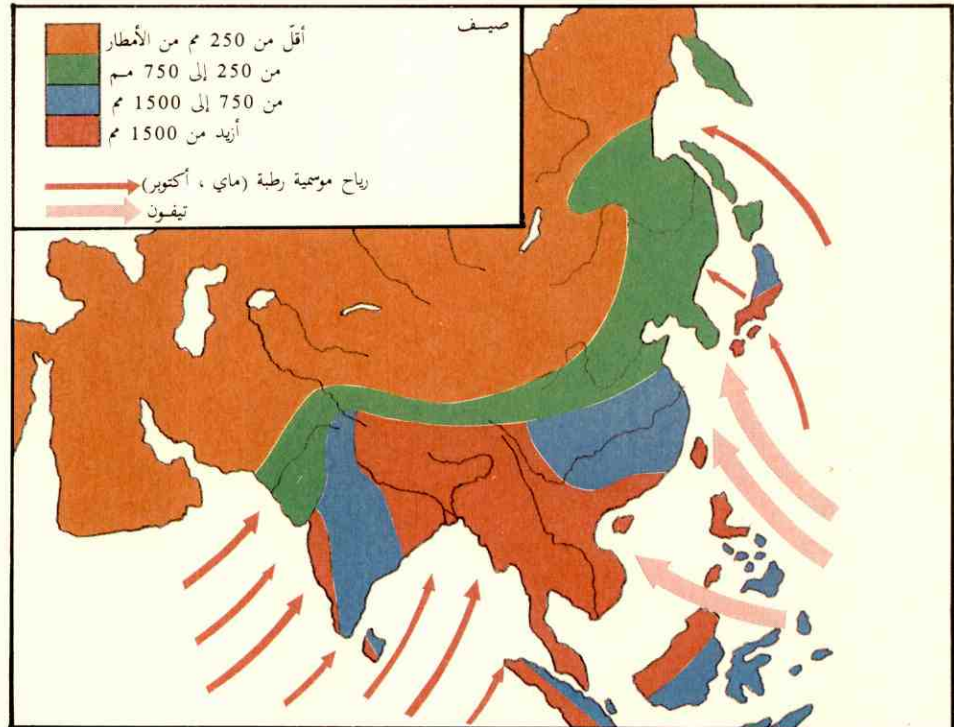 صيف
أقلّ من 250 مم من الأمطار
من 250 إلى 750 مم
من 750 إلى 1500 مم
أزيد من 1500 مم
رياح موسمية رطبة (ماي ، أكتوبر)
تيفون